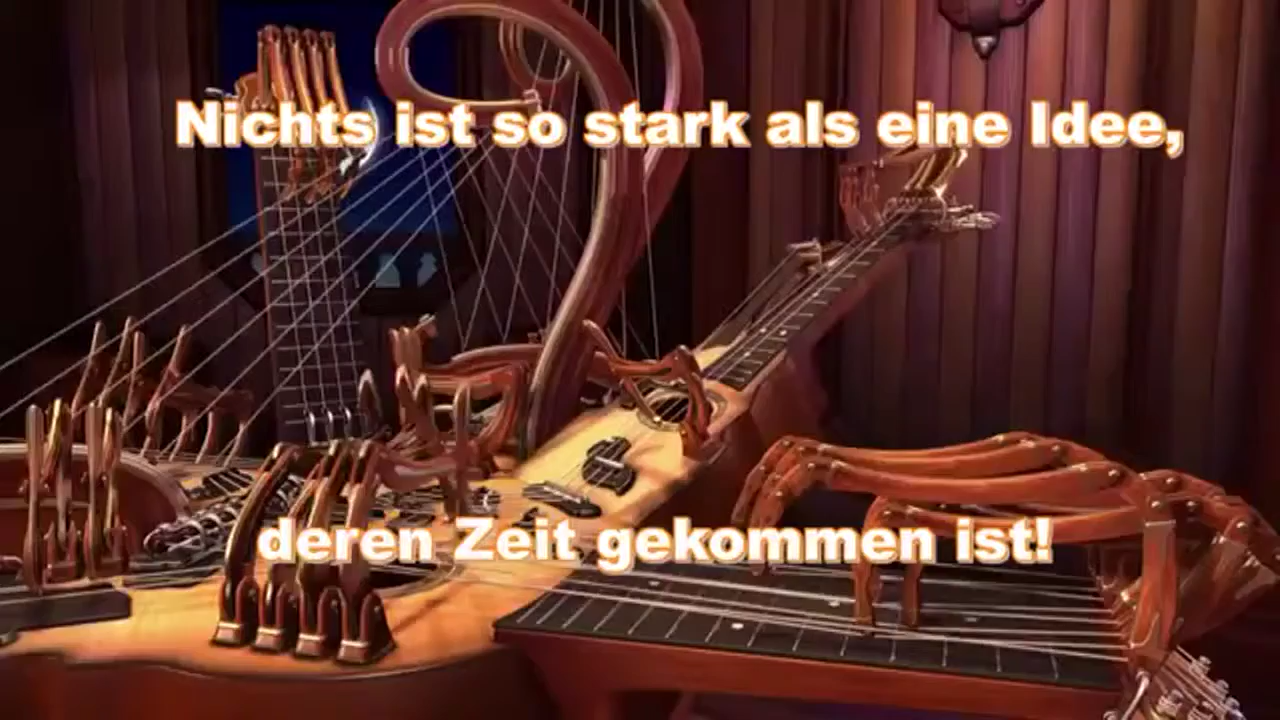 Nichts ist so stark als eine Idee,
deren Zeit gekommen ist!